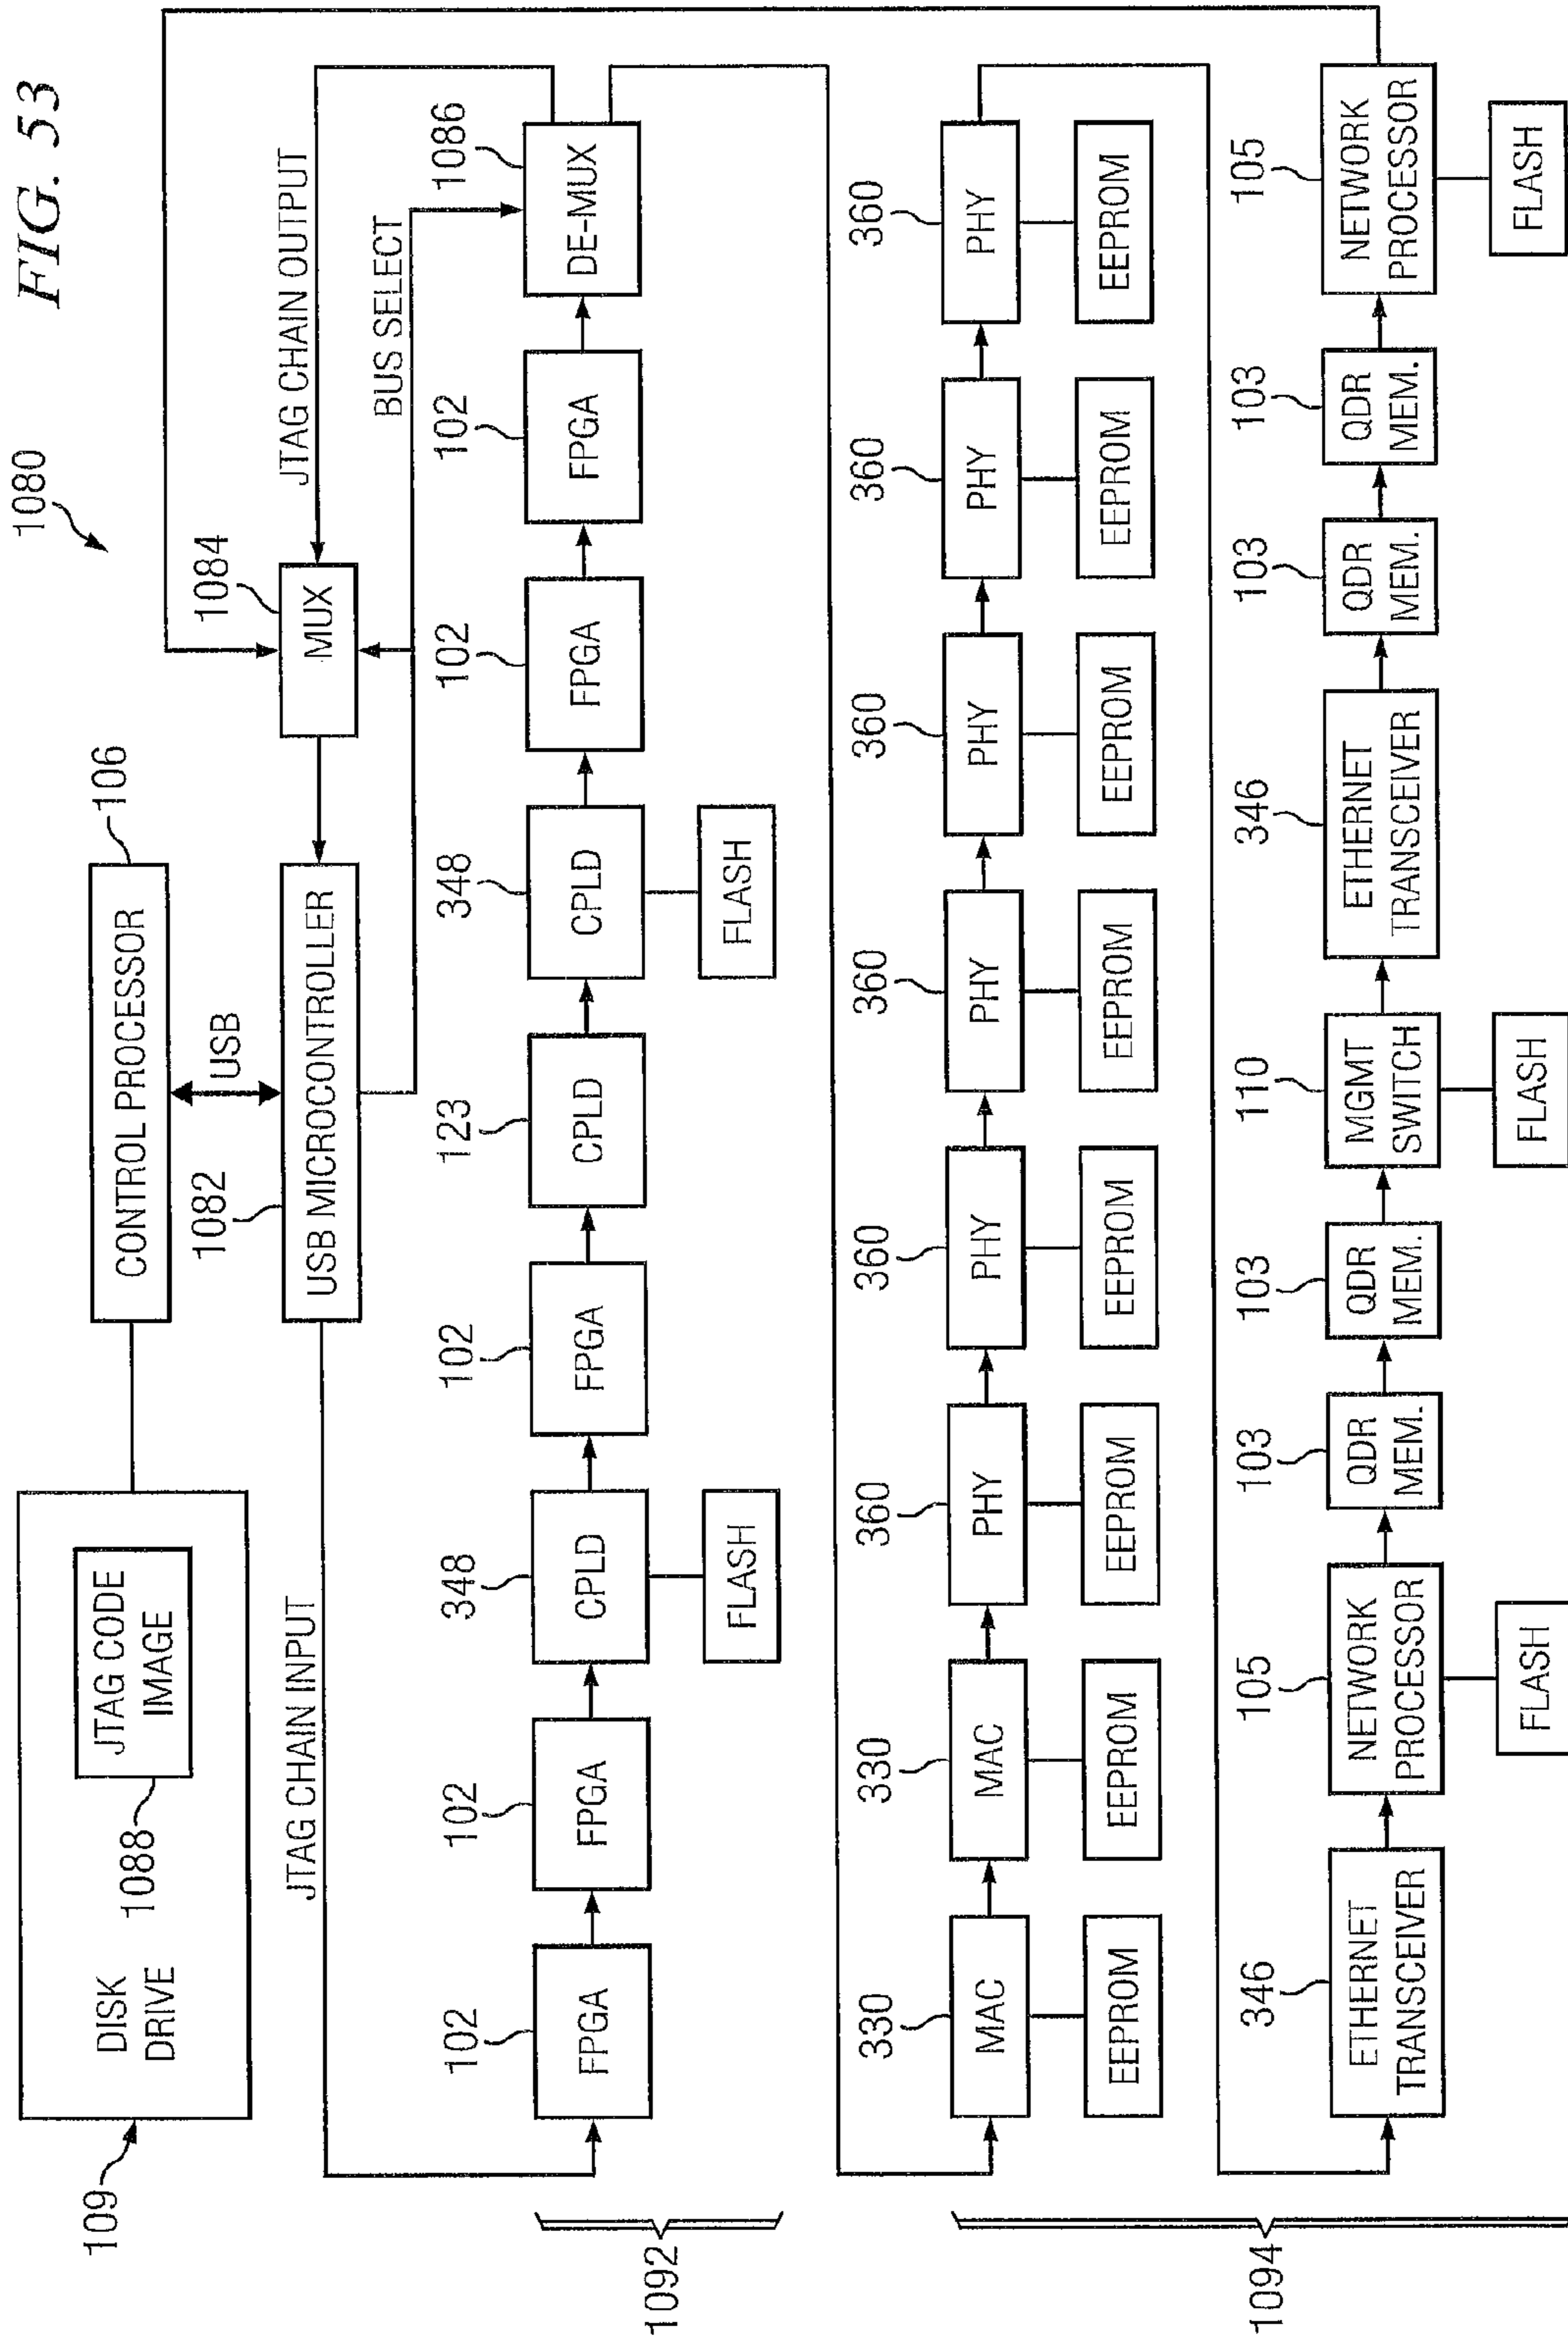 FIG. 53
1080
109
DISK
DRIVE
JTAG CODE
IMAGE
1088
CONTROL PROCESSOR
106
USB
1082
USB MICROCONTROLLER
1084
MUX
JTAG CHAIN INPUT
JTAG CHAIN OUTPUT
BUS SELECT
1092
102
FPGA
102
FPGA
348
CPLD
FLASH
102
FPGA
123
CPLD
348
CPLD
FLASH
102
FPGA
102
FPGA
1086
DE-MUX
1094
330
MAC
EEPROM
330
MAC
EEPROM
360
PHY
EEPROM
360
PHY
EEPROM
360
PHY
EEPROM
360
PHY
EEPROM
360
PHY
EEPROM
360
PHY
EEPROM
346
ETHERNET
TRANSCEIVER
105
NETWORK
PROCESSOR
FLASH
103
QDR
MEM.
103
QDR
MEM.
110
MGMT
SWITCH
FLASH
346
ETHERNET
TRANSCEIVER
103
QDR
MEM.
103
QDR
MEM.
105
NETWORK
PROCESSOR
FLASH